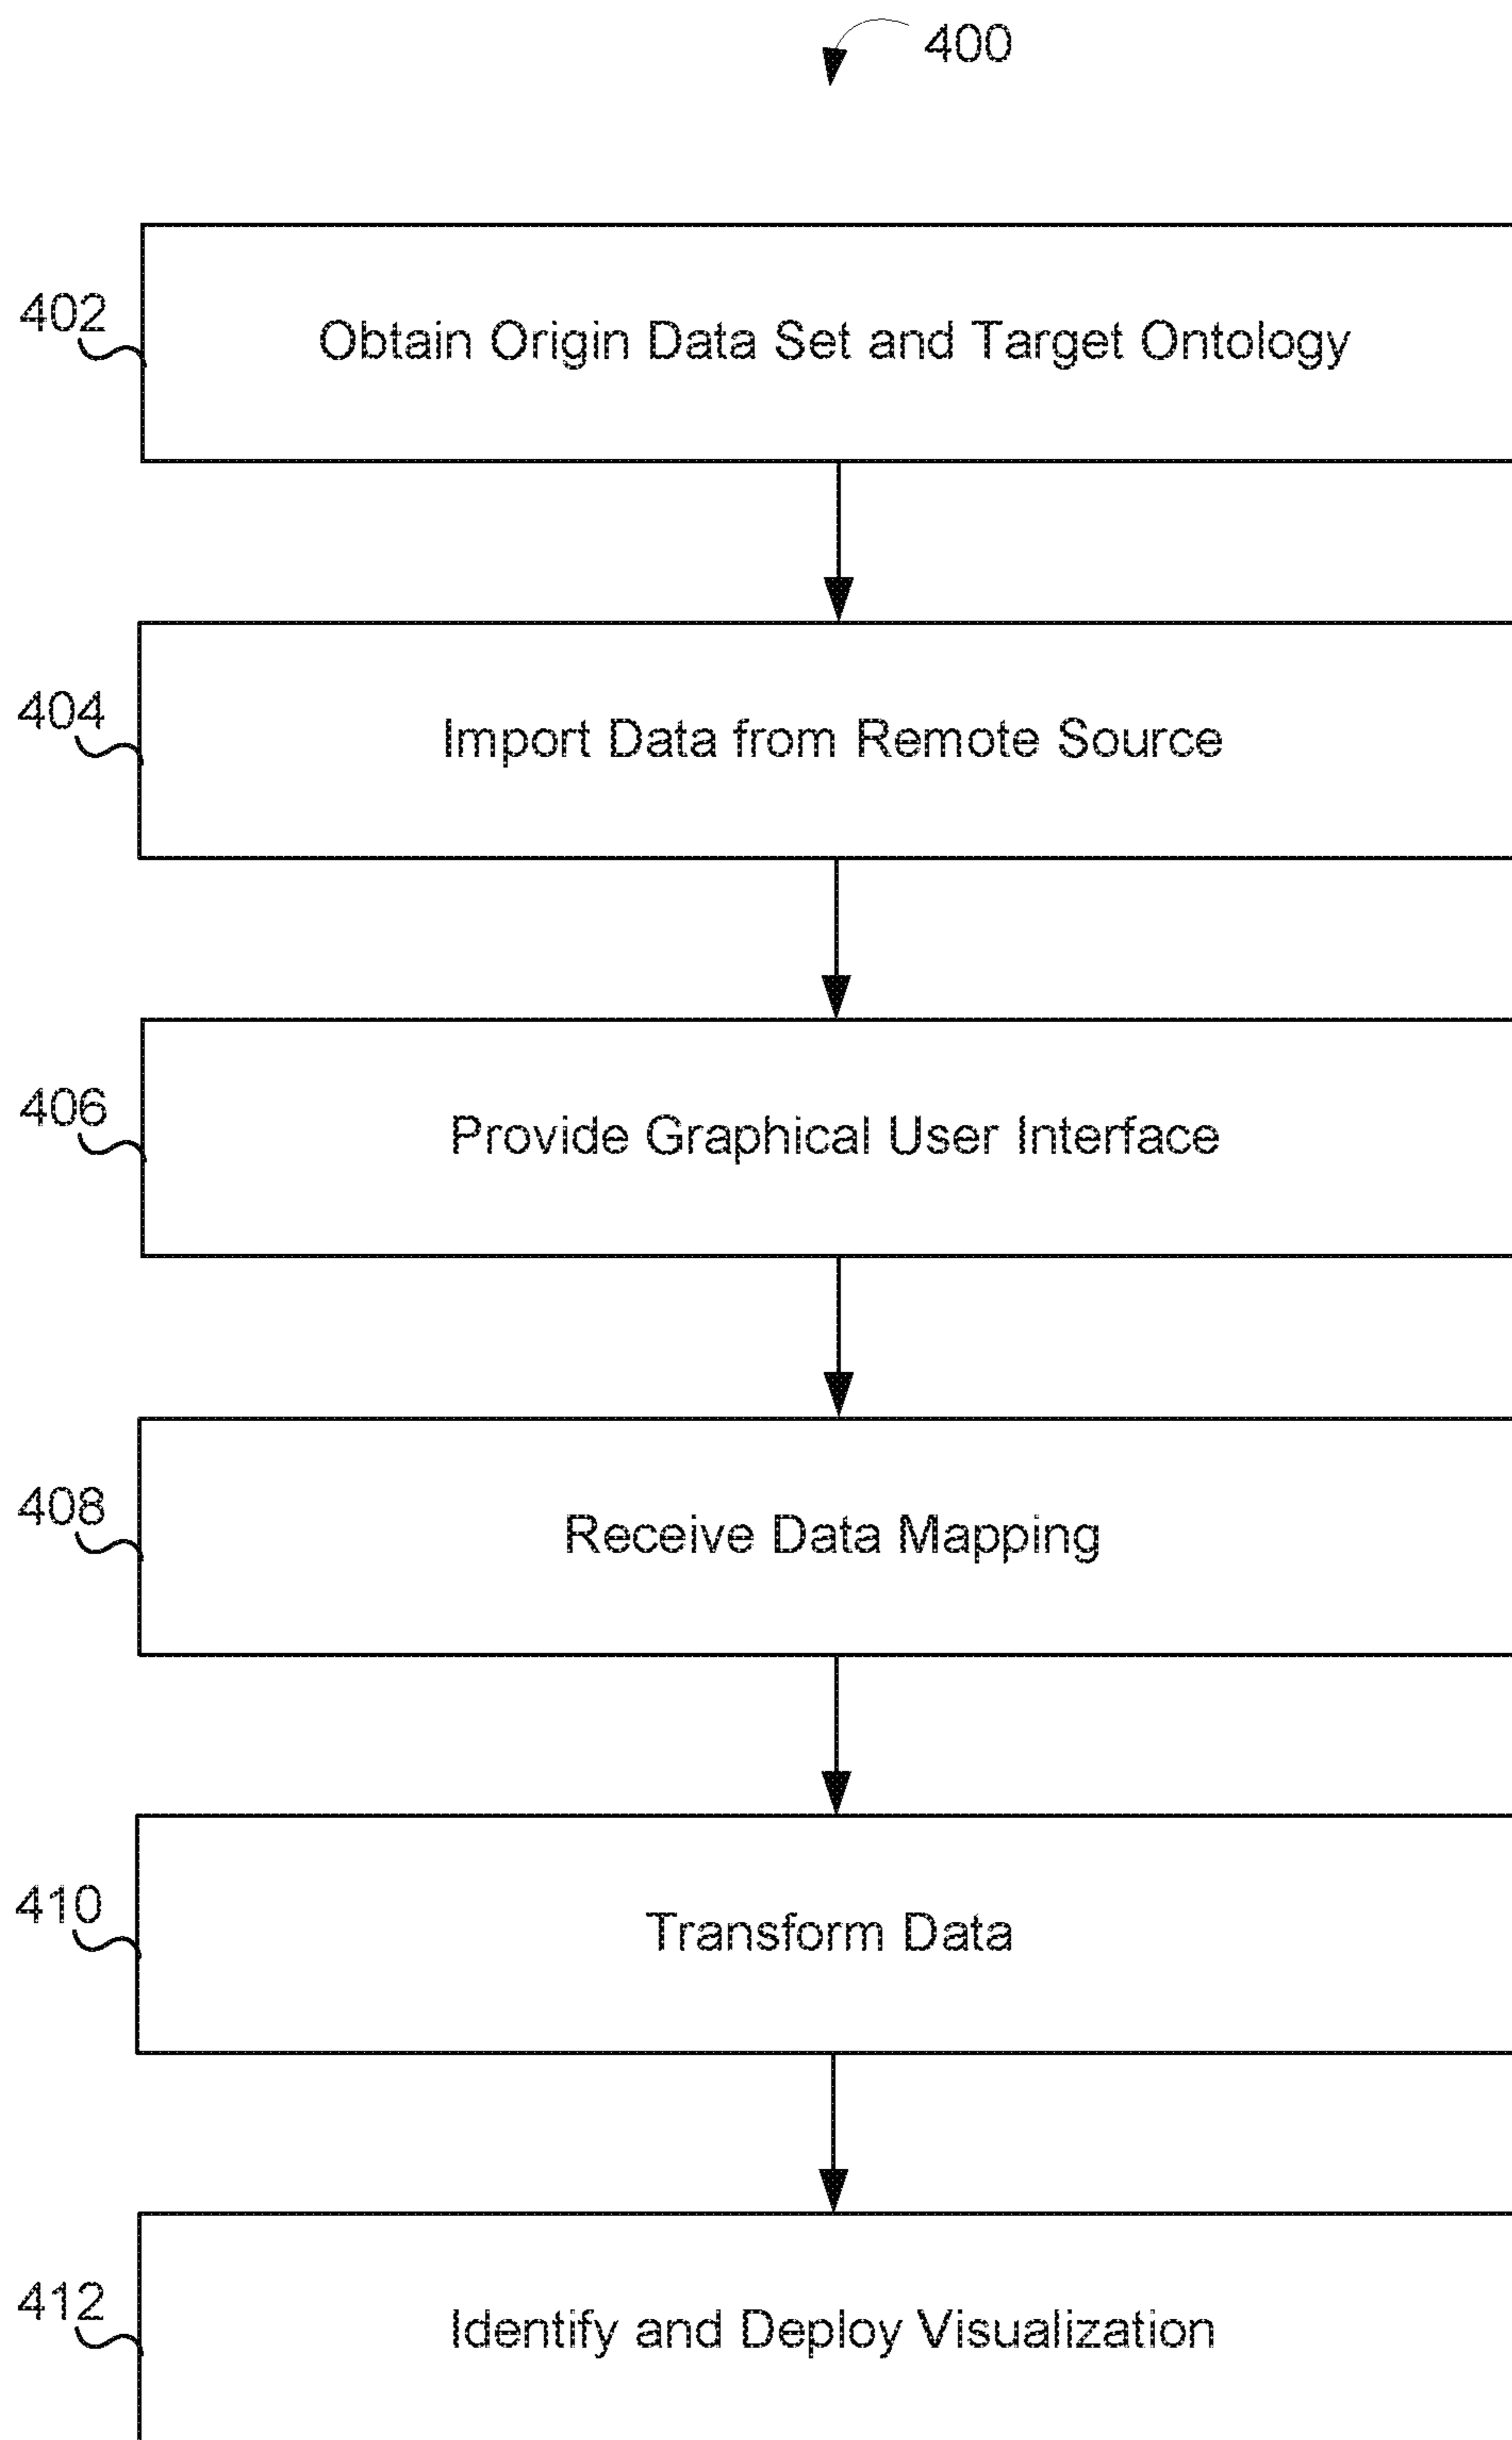 400
402
Obtain Origin Data Set and Target Ontology
404
Import Data from Remote Source
406
Provide Graphical User Interface
408
Receive Data Mapping
410
Transform Data
412
Identify and Deploy Visualization